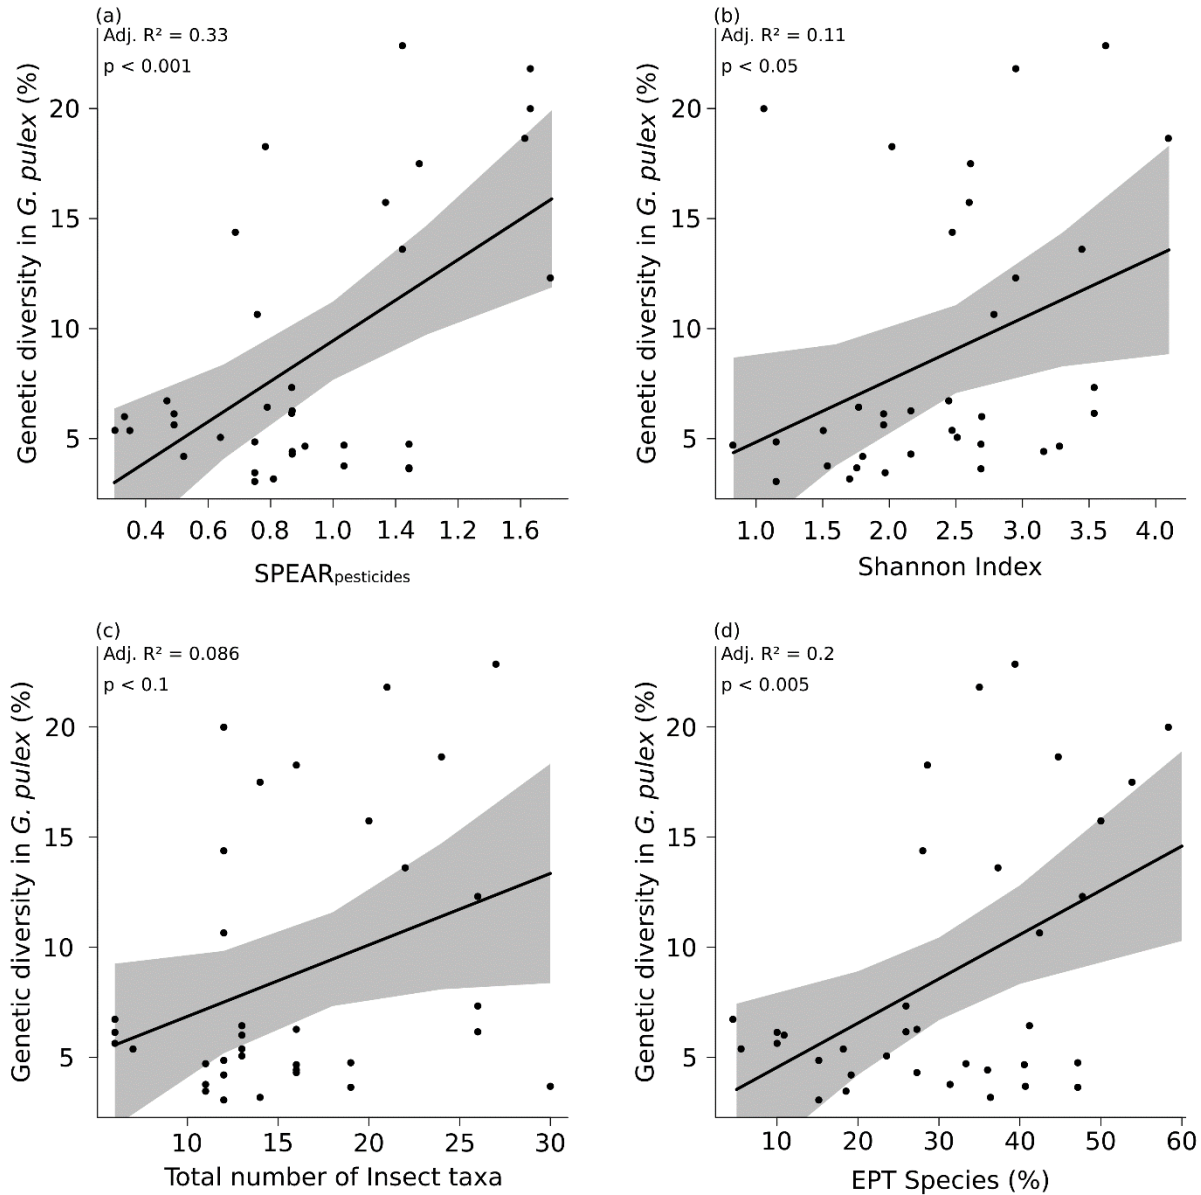 (a)
Adj. R² = 0.33
p < 0.001
Genetic diversity in G. pulex (%)
20
15
10
5
0.4 0.6 0.8 1.0 1.4 1.2 1.6
SPEARpesticides
(b)
Adj. R² = 0.11
p < 0.05
Genetic diversity in G. pulex (%)
20
15
10
5
1.0 1.5 2.0 2.5 3.0 3.5 4.0
Shannon Index
(c)
Adj. R² = 0.086
p < 0.1
Genetic diversity in G. pulex (%)
20
15
10
5
10 15 20 25 30
Total number of Insect taxa
(d)
Adj. R² = 0.2
p < 0.005
Genetic diversity in G. pulex (%)
20
15
10
5
10 20 30 40 50 60
EPT Species (%)